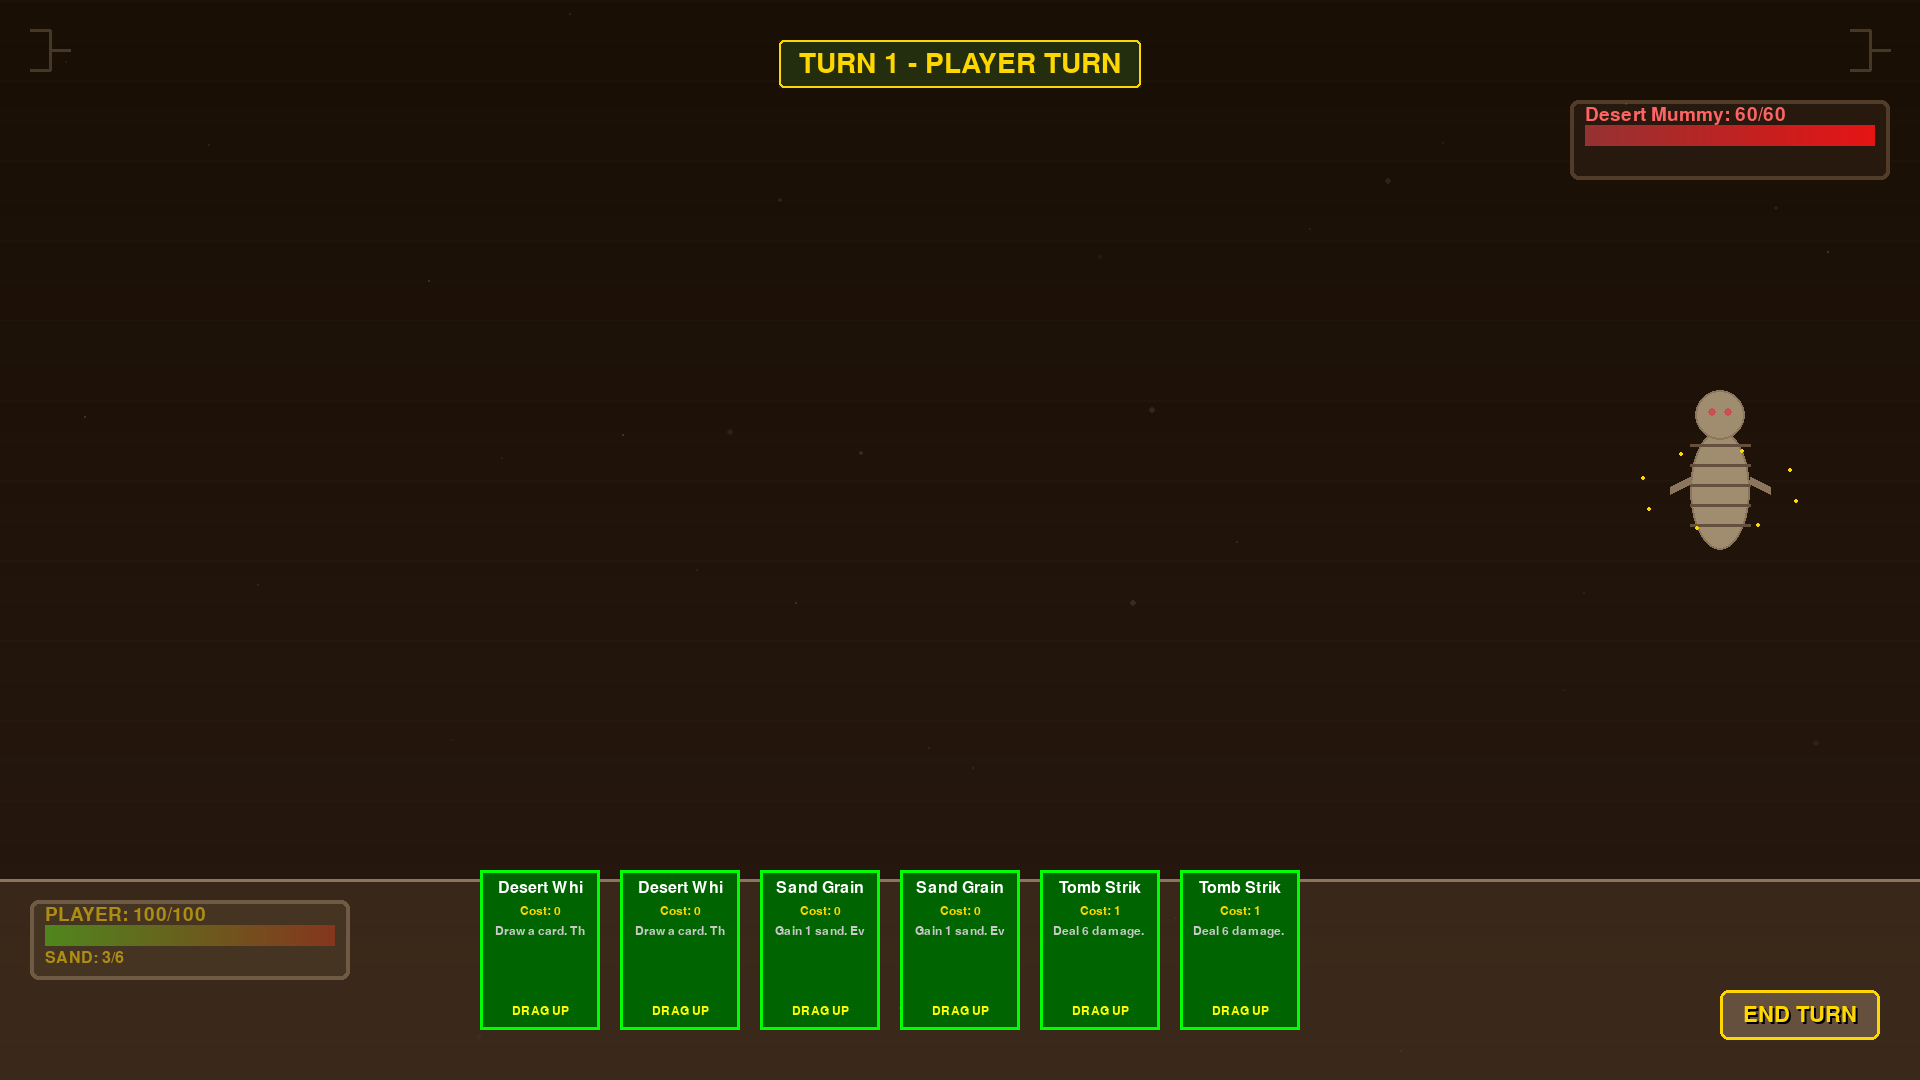 TURN 1 - PLAYER TURN
Desert Mummy: 60/60
Desert Whi
Cost: 0
Draw a card. Th
DRAG UP
Desert Whi
Cost: 0
Draw a card. Th
DRAG UP
Sand Grain
Cost: 0
Gain 1 sand. Ev
DRAG UP
Sand Grain
Cost: 0
Gain 1 sand. Ev
DRAG UP
Tomb Strik
Cost: 1
Deal 6 damage.
DRAG UP
Tomb Strik
Cost: 1
Deal 6 damage.
DRAG UP
PLAYER: 100/100
SAND: 3/6
END TURN